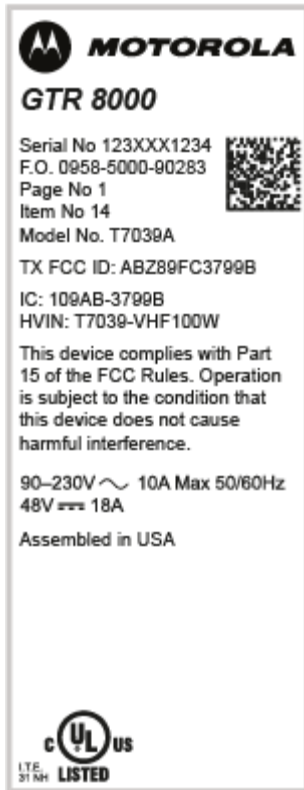 MOTOROLA
GTR 8000
Serial No 123XXX1234
F.O. 0958-5000-90283
Page No 1
Item No 14
Model No. T7039A
TX FCC ID: ABZ89FC3799B
IC: 109AB-3799B
HVIN: T7039-VHF100W
This device complies with Part
15 of the FCC Rules. Operation
is subject to the condition that
this device does not cause
harmful interference.
90–230V ~ 10A Max 50/60Hz
48V ⎓ 18A
Assembled in USA
C UL US
I.T.E.
31 NH LISTED